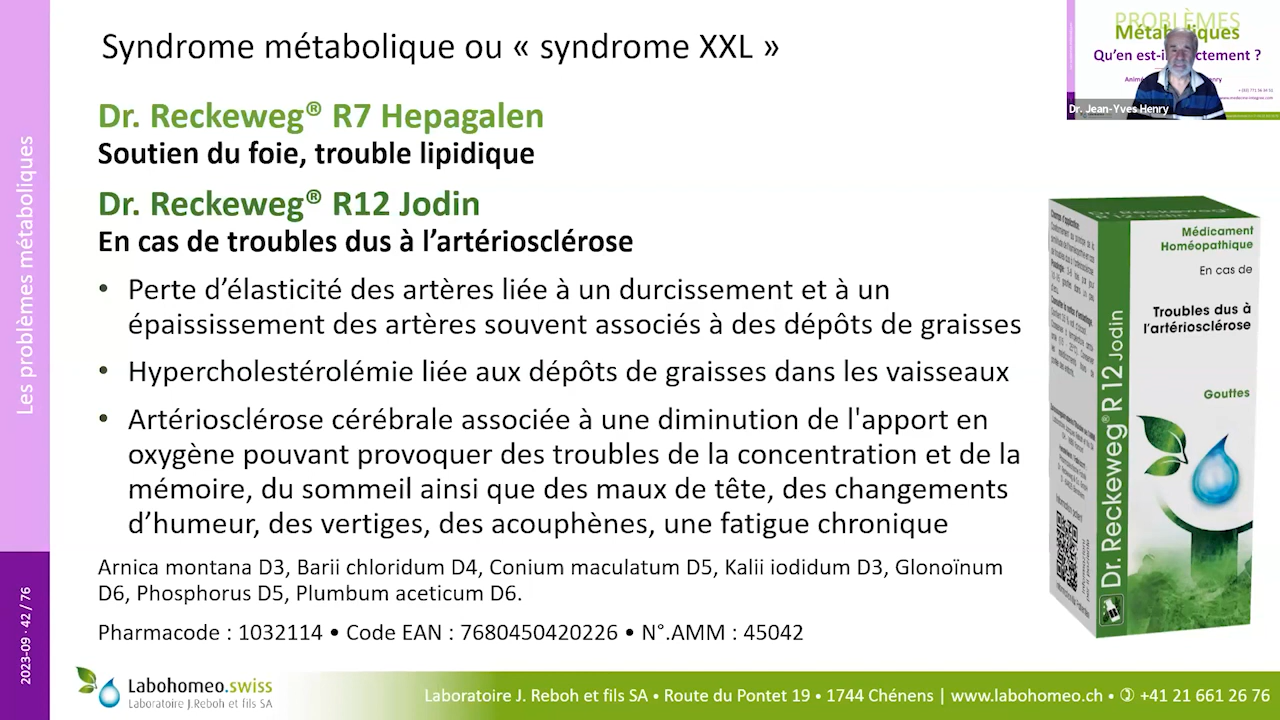 Syndrome métabolique ou « syndrome XXL »
Dr. Reckeweg® R7 Hepagalen
Soutien du foie, trouble lipidique
Dr. Reckeweg® R12 Jodin
En cas de troubles dus à l’artériosclérose
• Perte d’élasticité des artères liée à un durcissement et à un
épaississement des artères souvent associés à des dépôts de graisses
• Hypercholestérolémie liée aux dépôts de graisses dans les vaisseaux
• Artériosclérose cérébrale associée à une diminution de l'apport en
oxygène pouvant provoquer des troubles de la concentration et de la
mémoire, du sommeil ainsi que des maux de tête, des changements
d’humeur, des vertiges, des acouphènes, une fatigue chronique
Arnica montana D3, Barii chloridum D4, Conium maculatum D5, Kalii iodidum D3, Glonoïnum
D6, Phosphorus D5, Plumbum aceticum D6.
Pharmacode : 1032114 • Code EAN : 7680450420226 • N°.AMM : 45042
Les problèmes métaboliques
2023-09 · 42 / 76
Labohomeo.swiss
Laboratoire J.Reboh et fils SA
Laboratoire J. Reboh et fils SA • Route du Pontet 19 • 1744 Chénens | www.labohomeo.ch • ✆ +41 21 661 26 76
PROBLÈMES
Métaboliques
Qu’en est-il ctement ?
Dr. Jean-Yves Henry
Médicament
Homéopathique
En cas de
Troubles dus à
l’artériosclérose
Gouttes
Dr. Reckeweg® R 12 Jodin